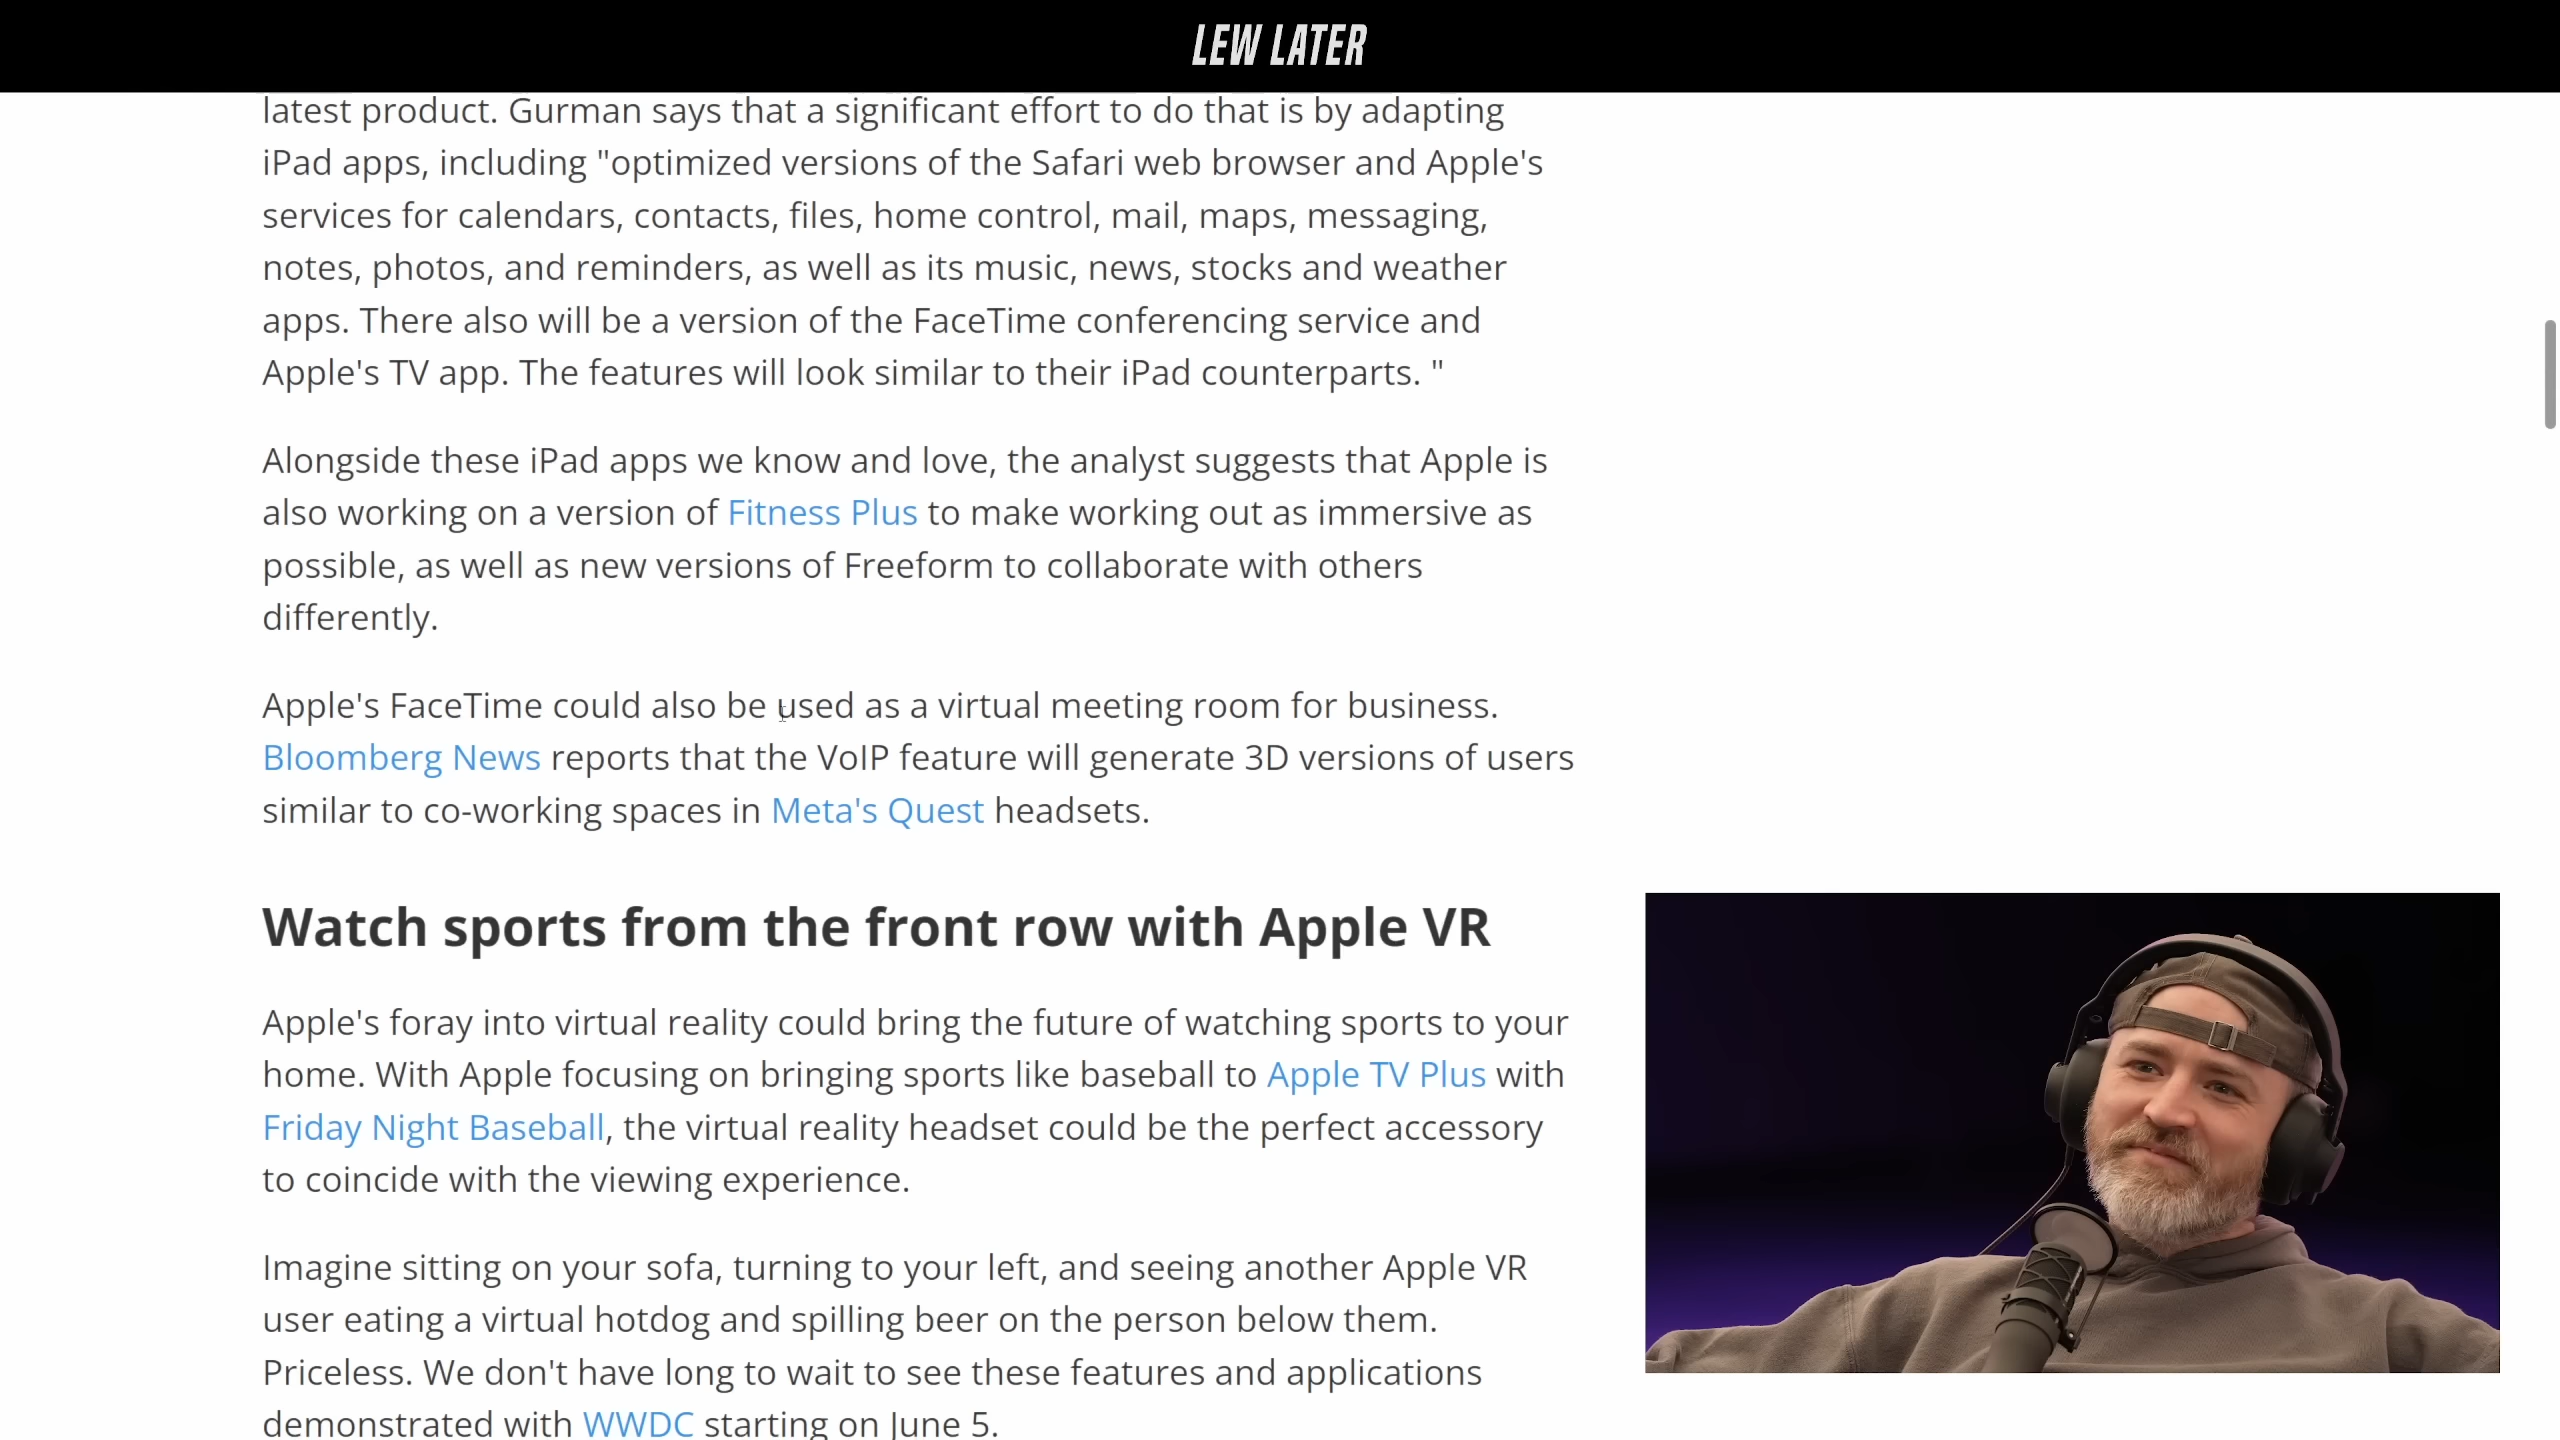 LEW LATER
latest product. Gurman says that a significant effort to do that is by adapting
iPad apps, including "optimized versions of the Safari web browser and Apple's
services for calendars, contacts, files, home control, mail, maps, messaging,
notes, photos, and reminders, as well as its music, news, stocks and weather
apps. There also will be a version of the FaceTime conferencing service and
Apple's TV app. The features will look similar to their iPad counterparts. "
Alongside these iPad apps we know and love, the analyst suggests that Apple is
also working on a version of Fitness Plus to make working out as immersive as
possible, as well as new versions of Freeform to collaborate with others
differently.
Apple's FaceTime could also be used as a virtual meeting room for business.
Bloomberg News reports that the VoIP feature will generate 3D versions of users
similar to co-working spaces in Meta's Quest headsets.
Watch sports from the front row with Apple VR
Apple's foray into virtual reality could bring the future of watching sports to your
home. With Apple focusing on bringing sports like baseball to Apple TV Plus with
Friday Night Baseball, the virtual reality headset could be the perfect accessory
to coincide with the viewing experience.
Imagine sitting on your sofa, turning to your left, and seeing another Apple VR
user eating a virtual hotdog and spilling beer on the person below them.
Priceless. We don't have long to wait to see these features and applications
demonstrated with WWDC starting on June 5.